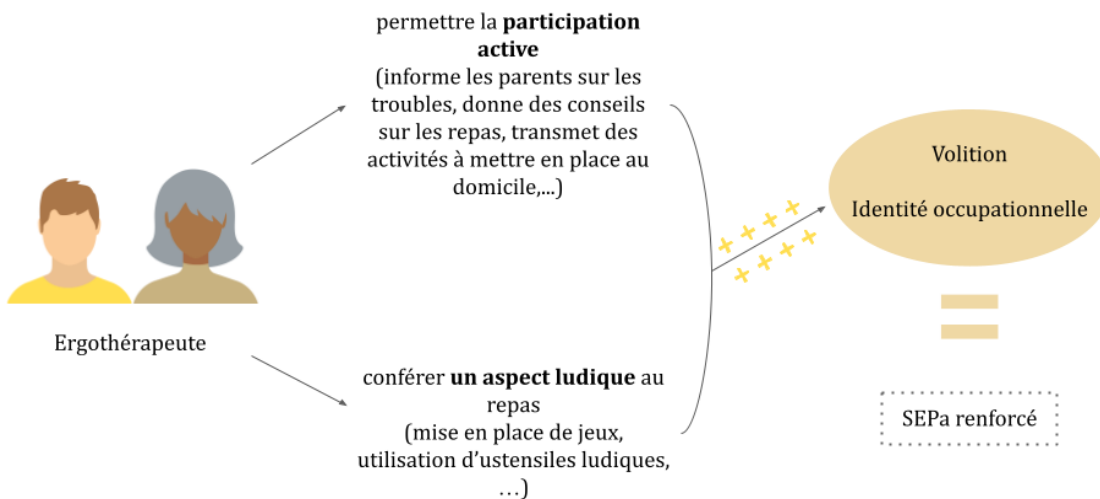 permettre la participation
active
(informe les parents sur les
troubles, donne des conseils
sur les repas, transmet des
activités à mettre en place au
domicile,...)
Volition
Identité occupationnelle
Ergothérapeute
conférer un aspect ludique au
repas
(mise en place de jeux,
utilisation d'ustensiles ludiques,
...)
SEPa renforcé